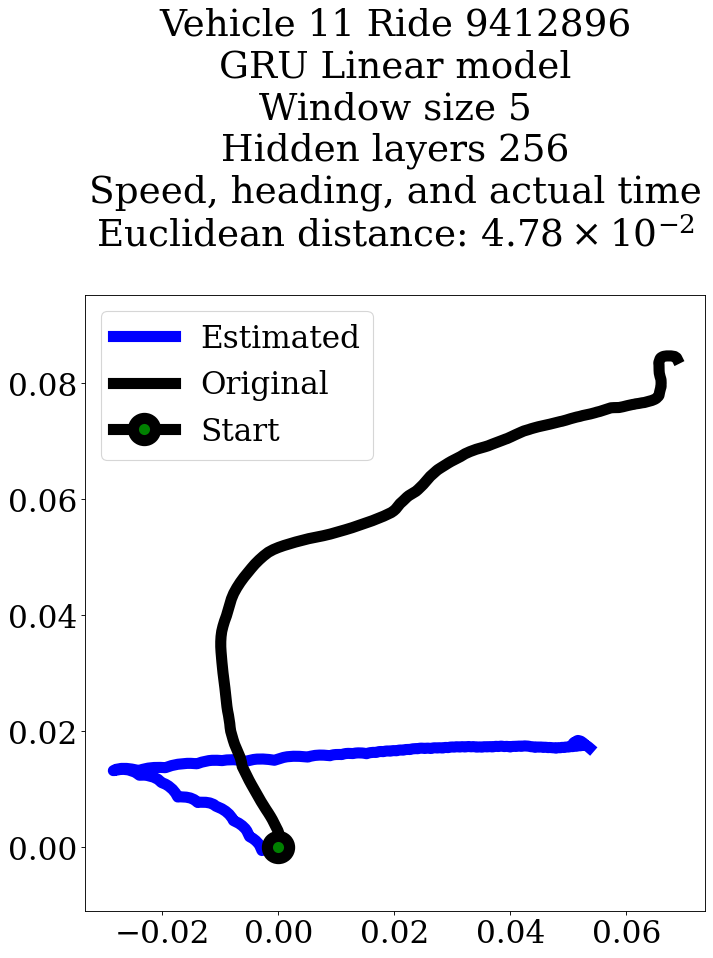 Vehicle 11 Ride 9412896
GRU Linear model
Window size 5
Hidden layers 256
Speed, heading, and actual time
Euclidean distance: 4.78 × 10⁻²
Estimated
Original
Start
0.08
0.06
0.04
0.02
0.00
−0.02 0.00 0.02 0.04 0.06